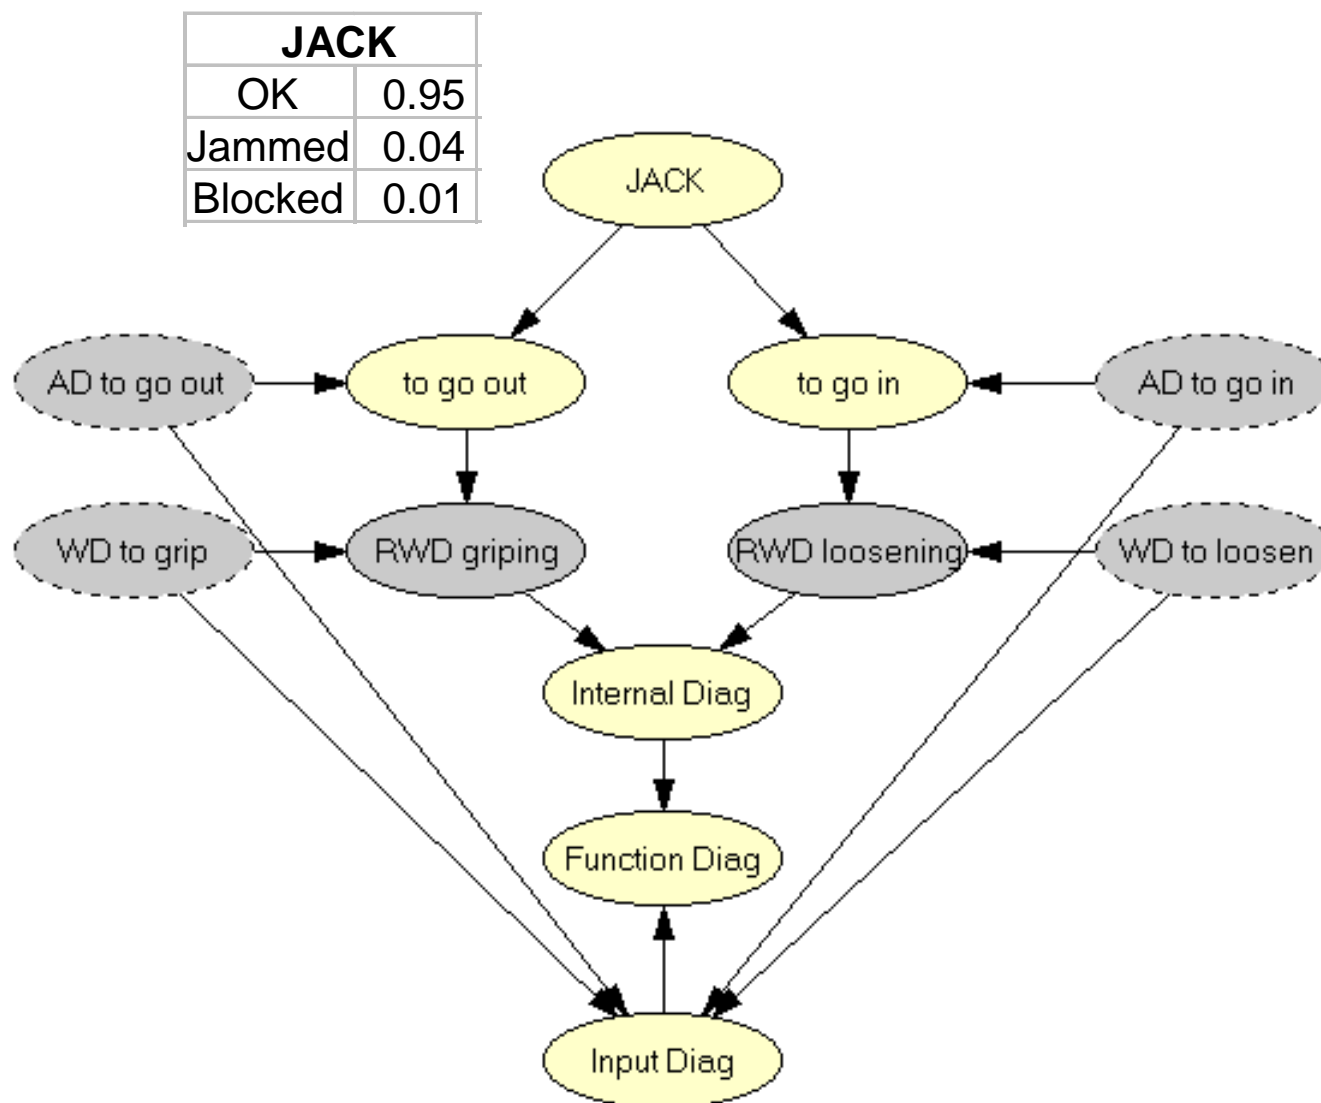 JACK
OK 0.95
Jammed 0.04
Blocked 0.01
JACK
AD to go out
to go out
to go in
AD to go in
WD to grip
RWD griping
RWD loosening
WD to loosen
Internal Diag
Function Diag
Input Diag